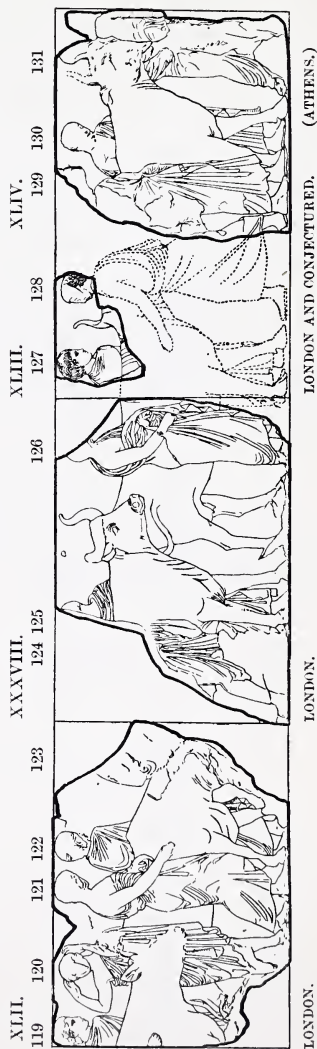 XLII. XXXVIII. XLIII. XLIV.
119 120 121 122 123 124 125 126 127 128 129 130 131
LONDON. LONDON. LONDON AND CONJECTURED. (ATHENS.)